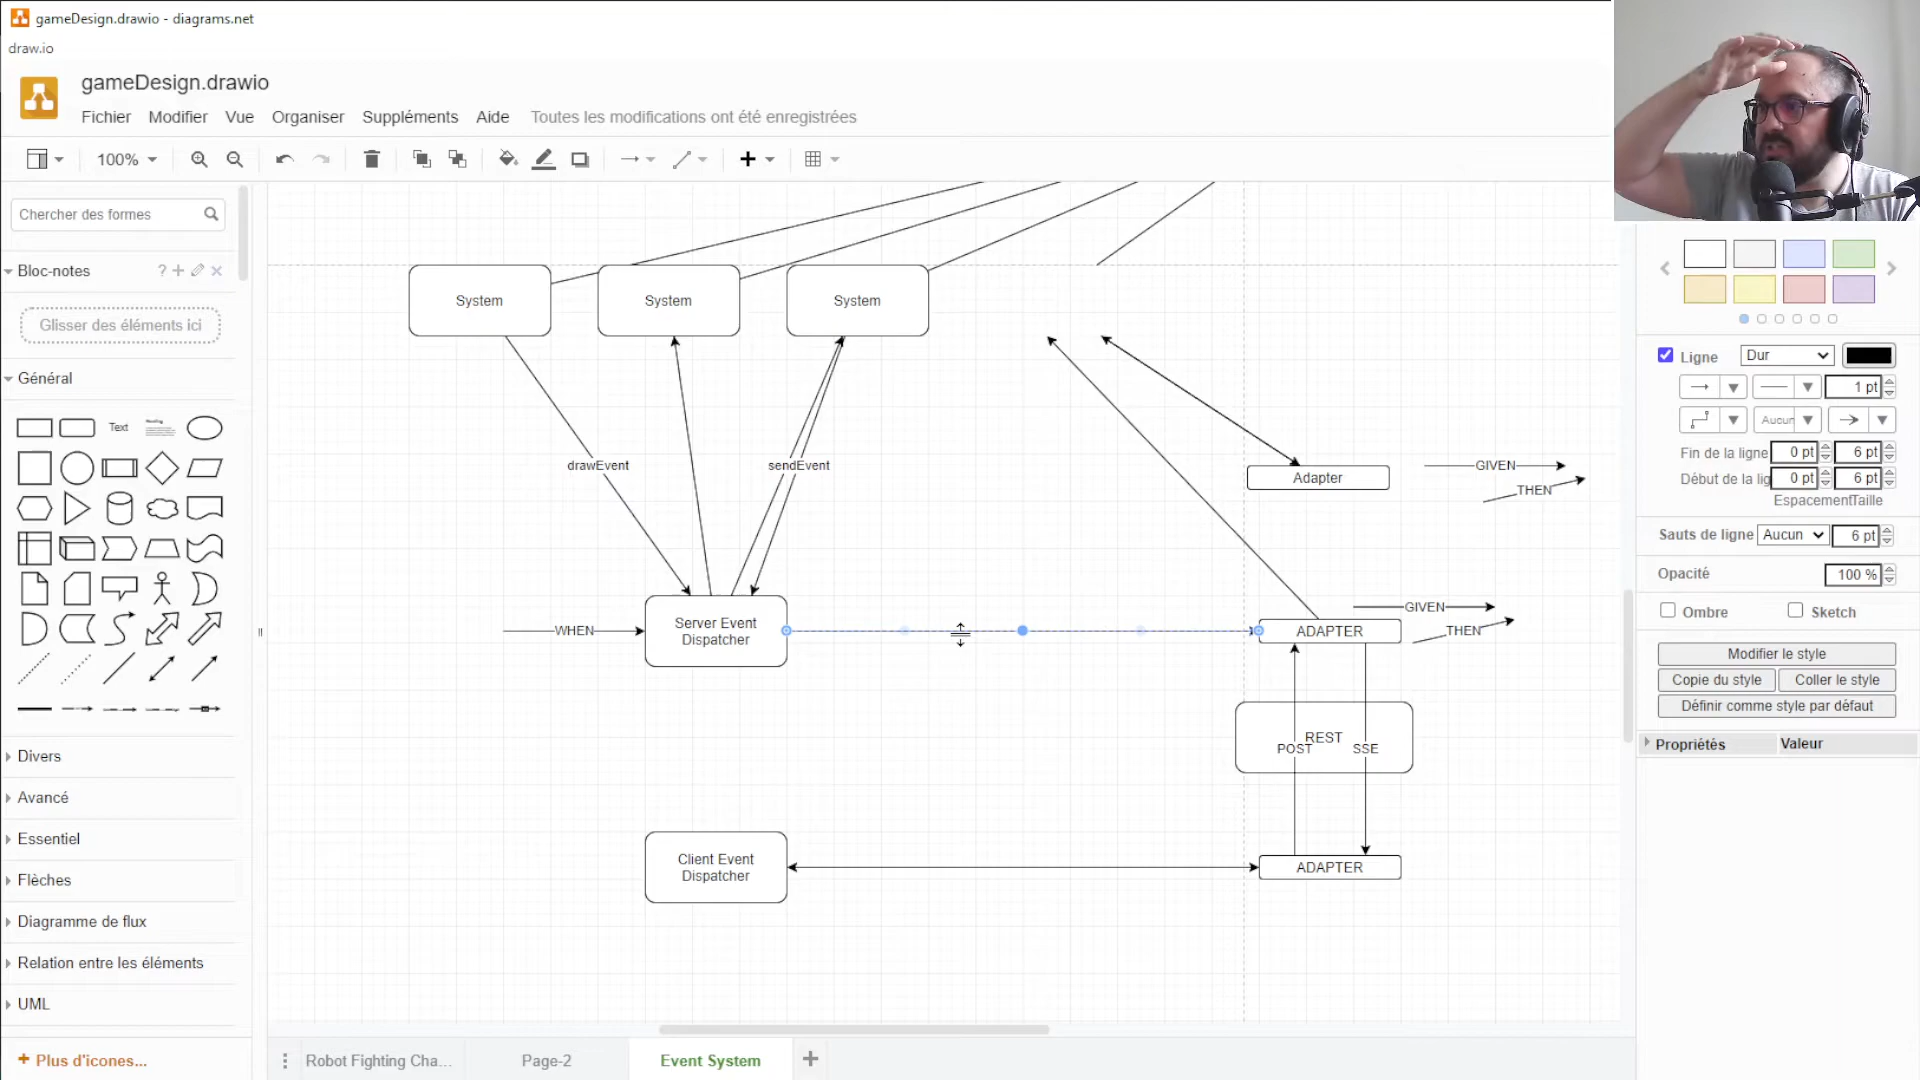 gameDesign.drawio - diagrams.net
draw.io
gameDesign.drawio
Fichier Modifier Vue Organiser Suppléments Aide Toutes les modifications ont été enregistrées
100%
Chercher des formes
Bloc-notes
?
Glisser des éléments ici
Général
Text
Heading
Divers
Avancé
Essentiel
Flèches
Diagramme de flux
Relation entre les éléments
UML
+ Plus d'icones...
System
System
System
drawEvent
sendEvent
Adapter
GIVEN
THEN
WHEN
Server Event
Dispatcher
ADAPTER
GIVEN
THEN
REST
POST
SSE
Client Event
Dispatcher
ADAPTER
Robot Fighting Cha...
Page-2
Event System
Ligne
Dur
1 pt
Aucun
Fin de la ligne
0 pt
6 pt
Début de la lig
0 pt
6 pt
Espacement
Taille
Sauts de ligne
Aucun
6 pt
Opacité
100 %
Ombre
Sketch
Modifier le style
Copie du style
Coller le style
Définir comme style par défaut
Propriétés
Valeur